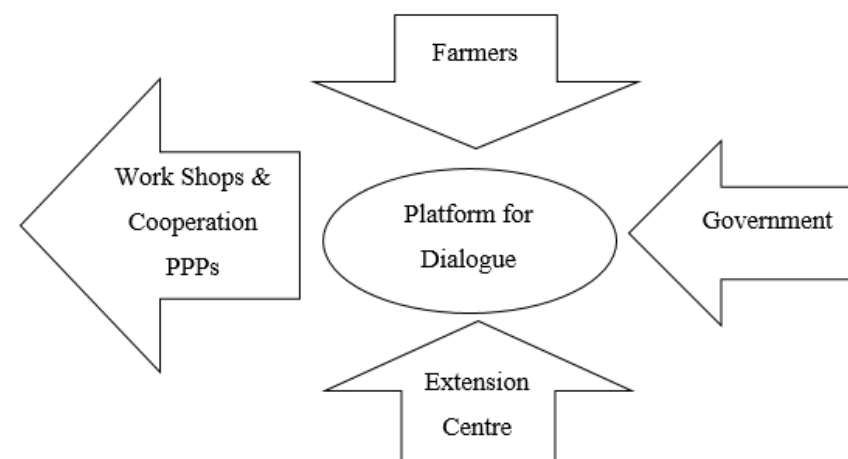 Farmers
Work Shops &
Cooperation
PPPs
Platform for
Dialogue
Government
Extension
Centre